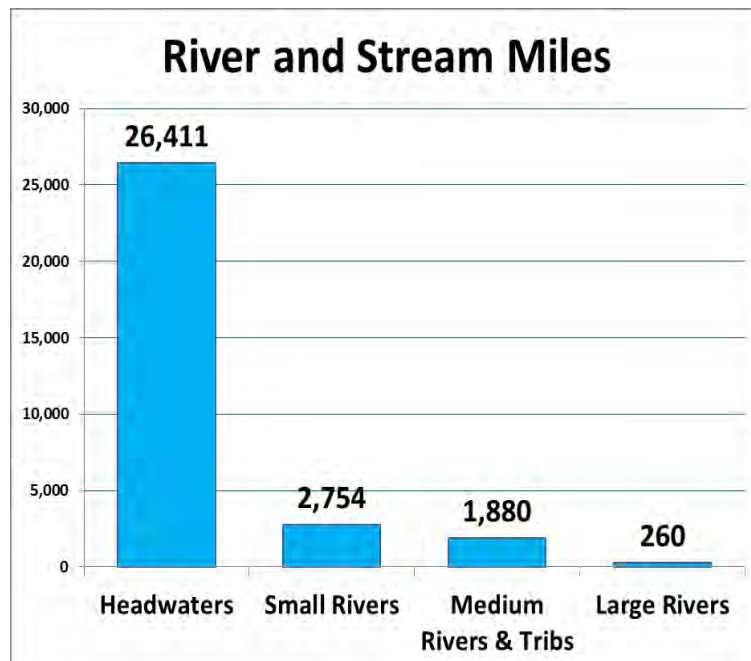 River and Stream Miles
30,000
26,411
25,000
20,000
15,000
10,000
5,000
2,754
1,880
260
0
Headwaters
Small Rivers
Medium
Rivers & Tribs
Large Rivers